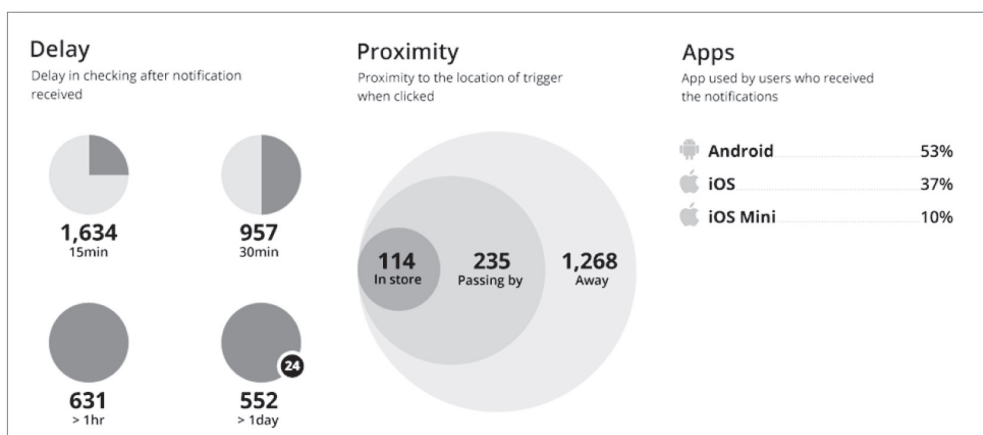 Delay
Delay in checking after notification
received
1,634
15min
957
30min
631
> 1hr
24
552
> 1day
Proximity
Proximity to the location of trigger
when clicked
114
In store
235
Passing by
1,268
Away
Apps
App used by users who received
the notifications
Android 53%
iOS 37%
iOS Mini 10%